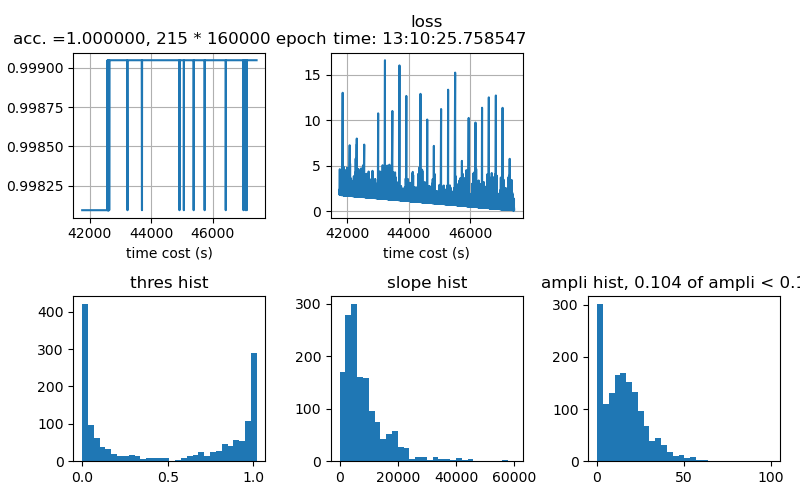 loss
acc. =1.000000, 215 * 160000 epoch time: 13:10:25.758547
0.99900
0.99875
0.99850
0.99825
42000 44000 46000
time cost (s)
15
10
5
0
42000 44000 46000
time cost (s)
thres hist
400
300
200
100
0
0.0 0.5 1.0
slope hist
300
200
100
0
0 20000 40000 60000
ampli hist, 0.104 of ampli < 0.1
300
200
100
0
0 50 100